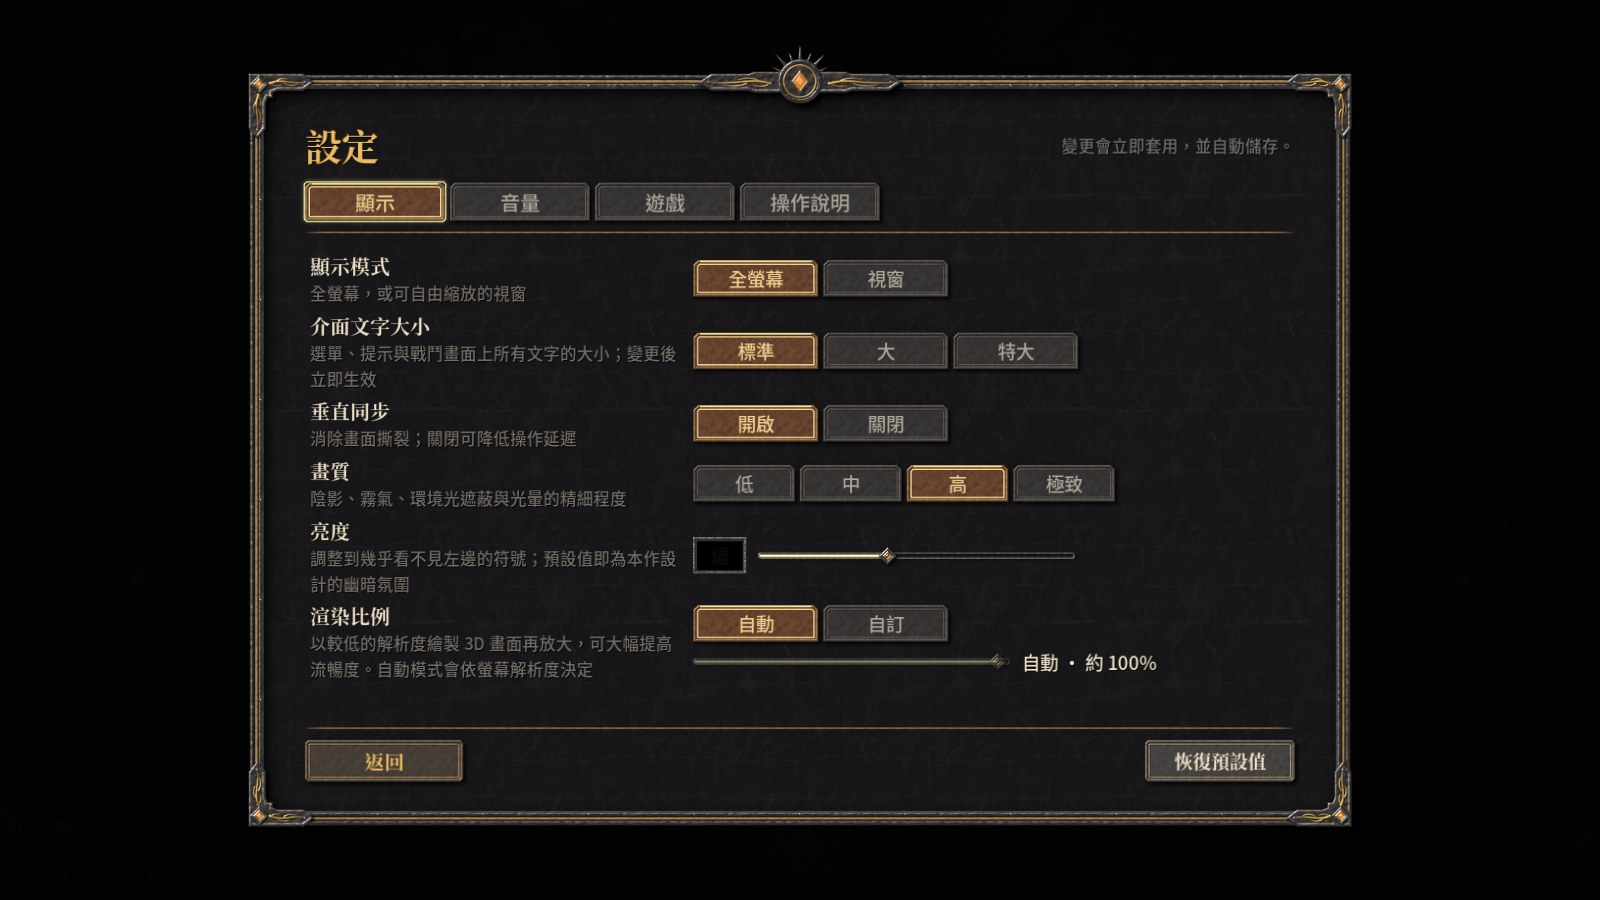 設定
變更會立即套用，並自動儲存。
顯示
音量
遊戲
操作說明
顯示模式
全螢幕，或可自由縮放的視窗
全螢幕
視窗
介面文字大小
選單、提示與戰鬥畫面上所有文字的大小；變更後
立即生效
標準
大
特大
垂直同步
消除畫面撕裂；關閉可降低操作延遲
開啟
關閉
畫質
陰影、霧氣、環境光遮蔽與光暈的精細程度
低
中
高
極致
亮度
調整到幾乎看不見左邊的符號；預設值即為本作設
計的幽暗氛圍
渲染比例
以較低的解析度繪製 3D 畫面再放大，可大幅提高
流暢度。自動模式會依螢幕解析度決定
自動
自訂
自動・約 100%
返回
恢復預設值